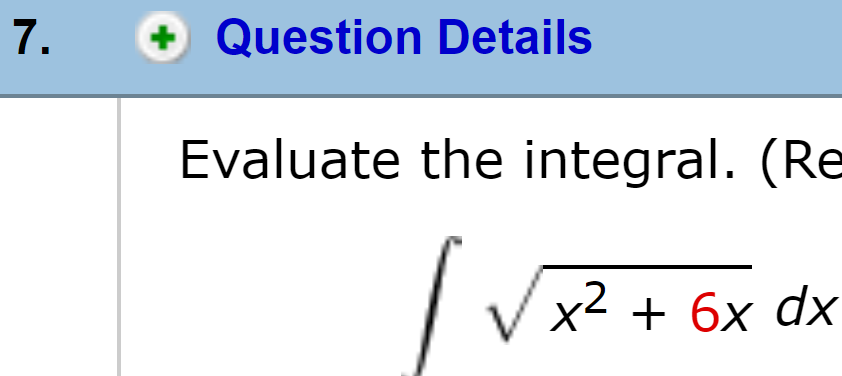 7. Question Details
Evaluate the integral. (Re
∫ √x² + 6x dx